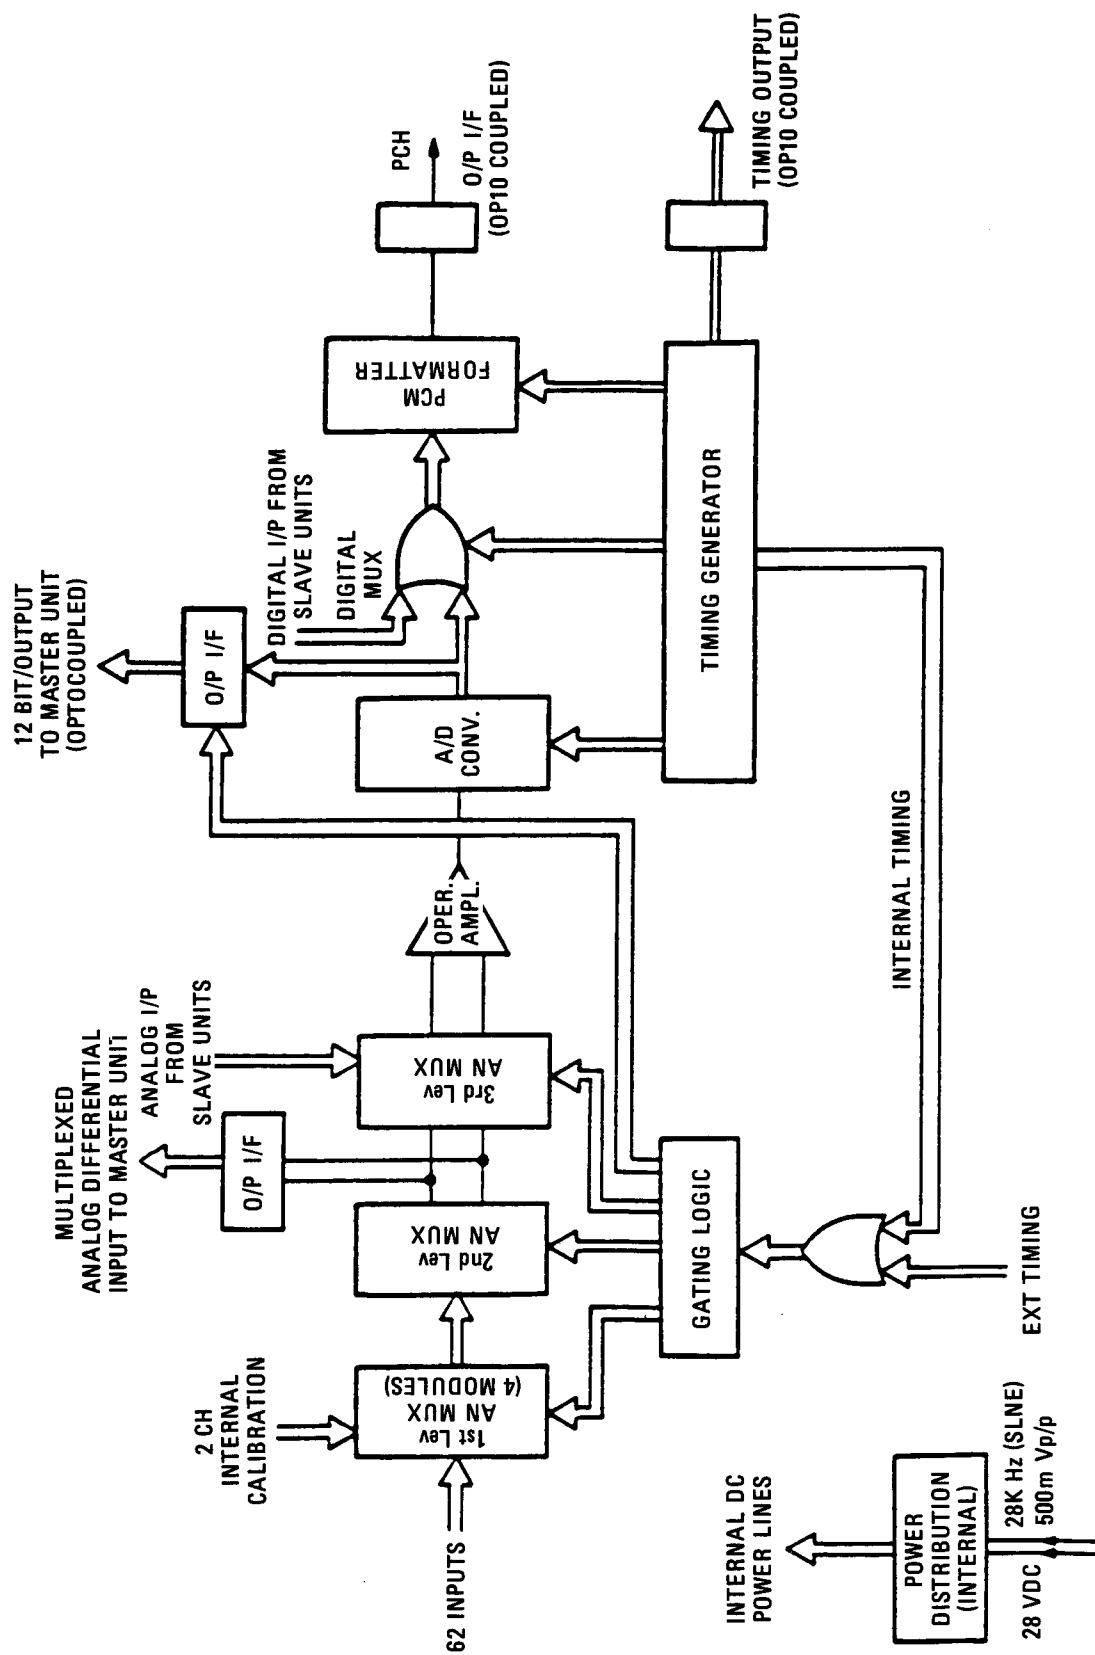 12 BIT/OUTPUT
TO MASTER UNIT
(OPTOCOUPLED)
MULTIPLEXED
ANALOG DIFFERENTIAL
INPUT TO MASTER UNIT
ANALOG I/P
FROM
SLAVE UNITS
2 CH
INTERNAL
CALIBRATION
O/P I/F
O/P I/F
DIGITAL I/P FROM
SLAVE UNITS
DIGITAL
MUX
62 INPUTS
1st Lev
AN MUX
(4 MODULES)
2nd Lev
AN MUX
3rd Lev
AN MUX
OPER.
AMPL.
A/D
CONV.
PCM
FORMATTER
PCH
O/P I/F
(OP10 COUPLED)
GATING LOGIC
TIMING GENERATOR
TIMING OUTPUT
(OP10 COUPLED)
INTERNAL TIMING
EXT TIMING
INTERNAL DC
POWER LINES
POWER
DISTRIBUTION
(INTERNAL)
28 VDC
28K Hz (SLNE)
500m Vp/p